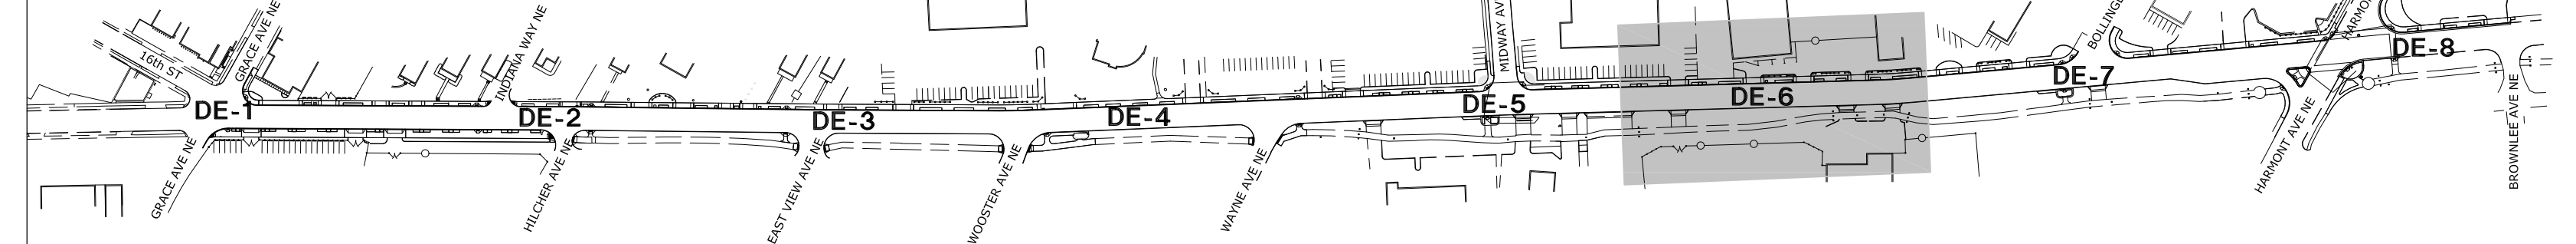 16th ST
GRACE AVE NE
DE-1
GRACE AVE NE
INDIANA WAY NE
DE-2
HILCHER AVE NE
DE-3
EAST VIEW AVE NE
WOOSTER AVE NE
DE-4
WAYNE AVE NE
MIDWAY AV
DE-5
DE-6
DE-7
BOLLING
HARMO
DE-8
HARMONT AVE NE
BROWNLEE AVE NE